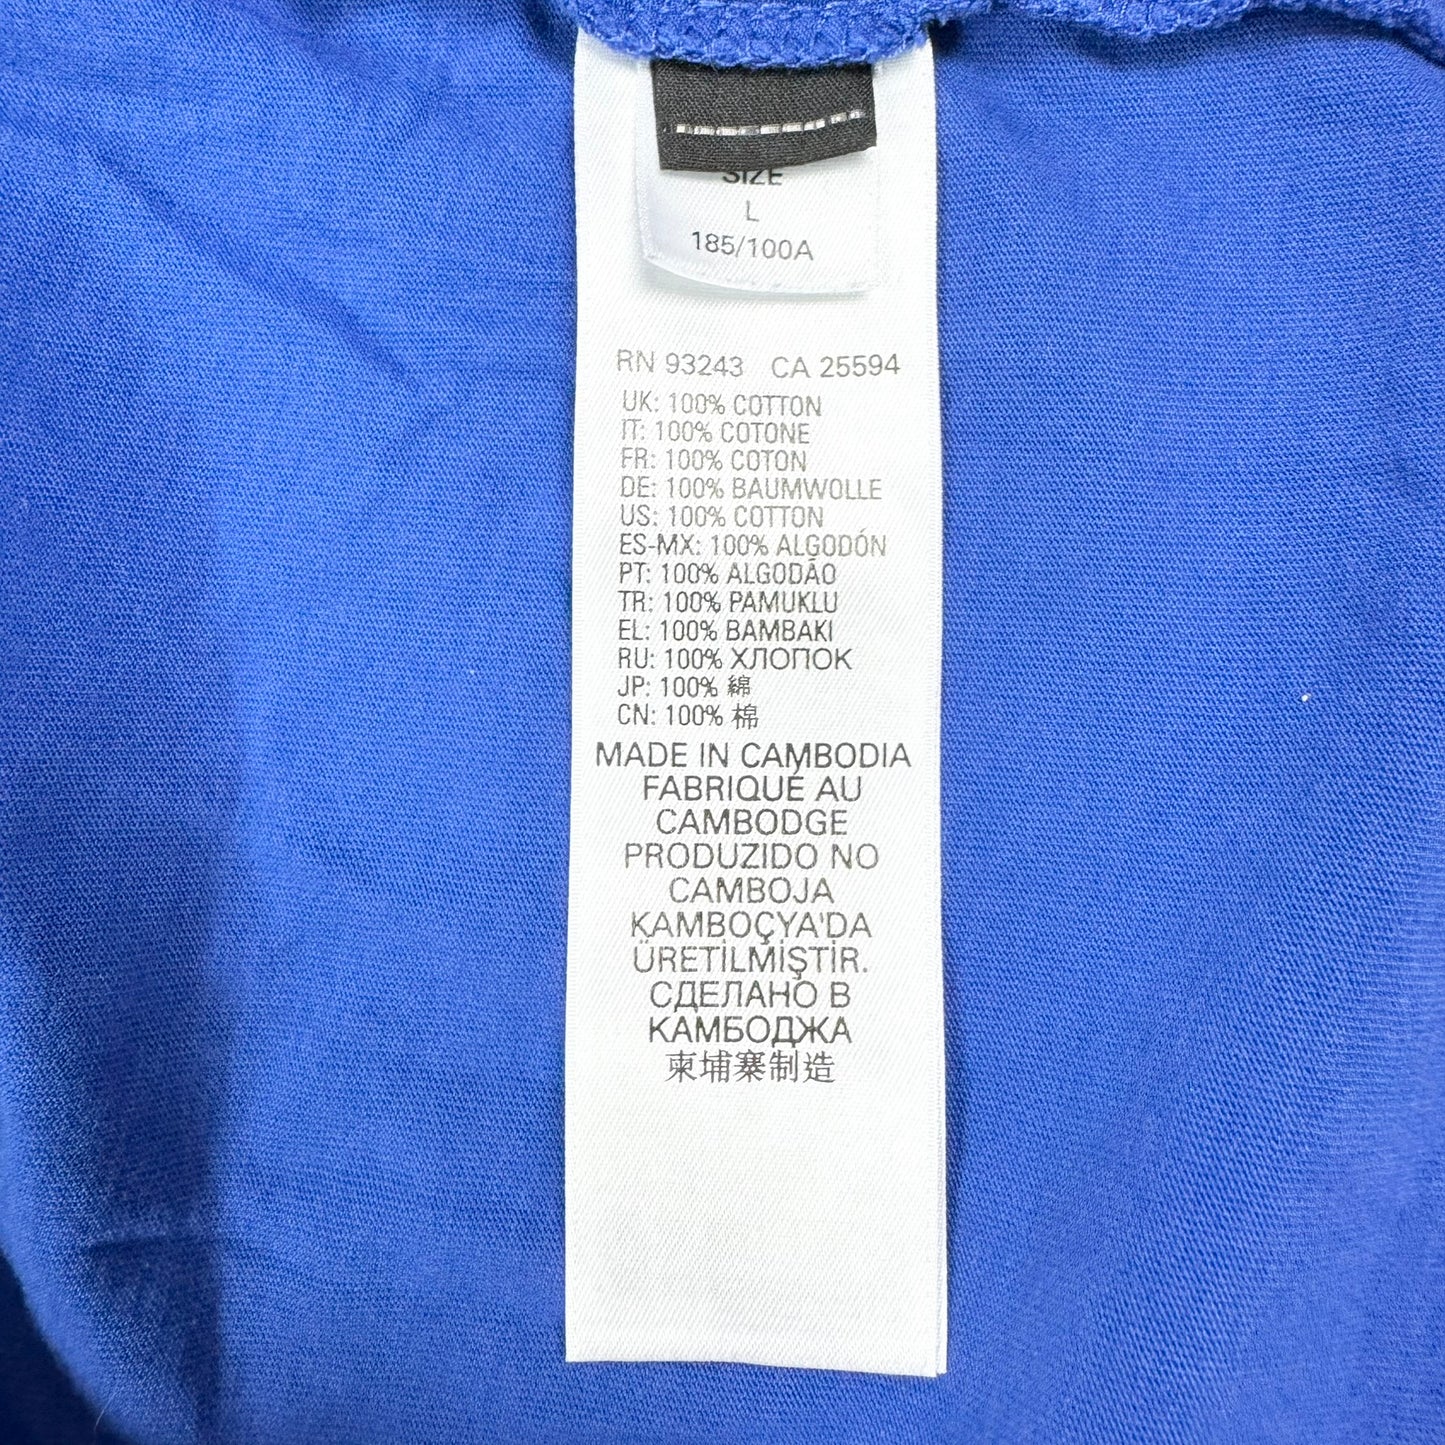 SIZE
L
185/100A
RN 93243 CA 25594
UK: 100% COTTON
IT: 100% COTONE
FR: 100% COTON
DE: 100% BAUMWOLLE
US: 100% COTTON
ES-MX: 100% ALGODÓN
PT: 100% ALGODÃO
TR: 100% PAMUKLU
EL: 100% BAMBAKI
RU: 100% ХЛОПОК
JP: 100% 綿
CN: 100% 棉
MADE IN CAMBODIA
FABRIQUÉ AU
CAMBODGE
PRODUZIDO NO
CAMBOJA
KAMBOÇYA'DA
ÜRETİLMİŞTİR.
СДЕЛАНО В
КАМБОДЖА
柬埔寨制造